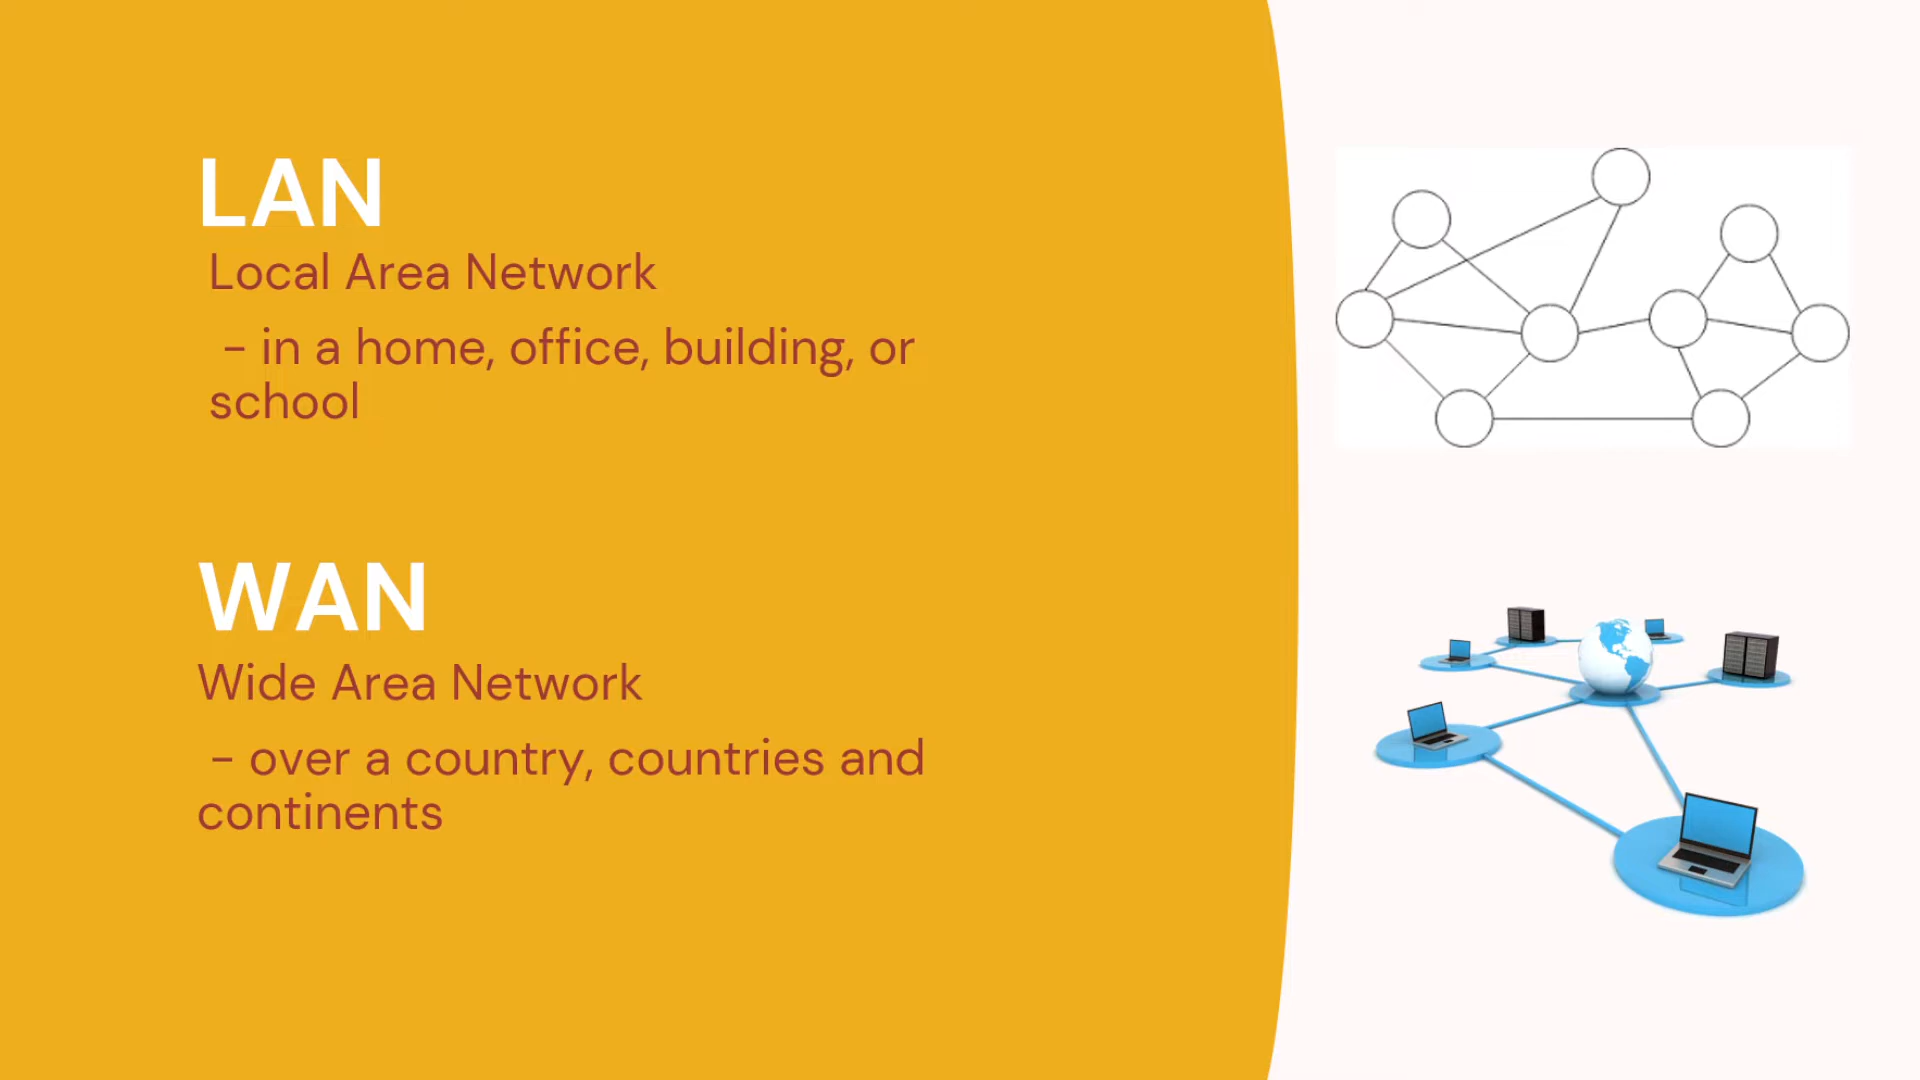 LAN
Local Area Network
- in a home, office, building, or
school
WAN
Wide Area Network
- over a country, countries and
continents